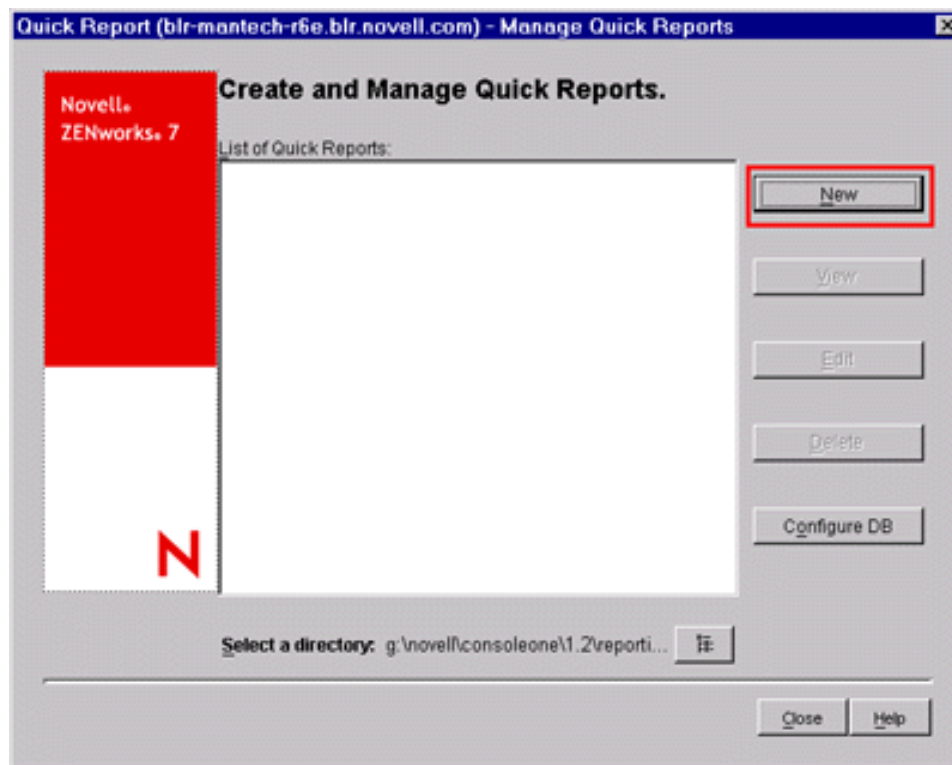 Quick Report (blr-mantech-r6e.blr.novell.com) - Manage Quick Reports
Novell®
ZENworks® 7
Create and Manage Quick Reports.
List of Quick Reports:
New
View
Edit
Delete
Configure DB
N
Select a directory: g:\novell\consoleone\1.2\reporti...
Close
Help